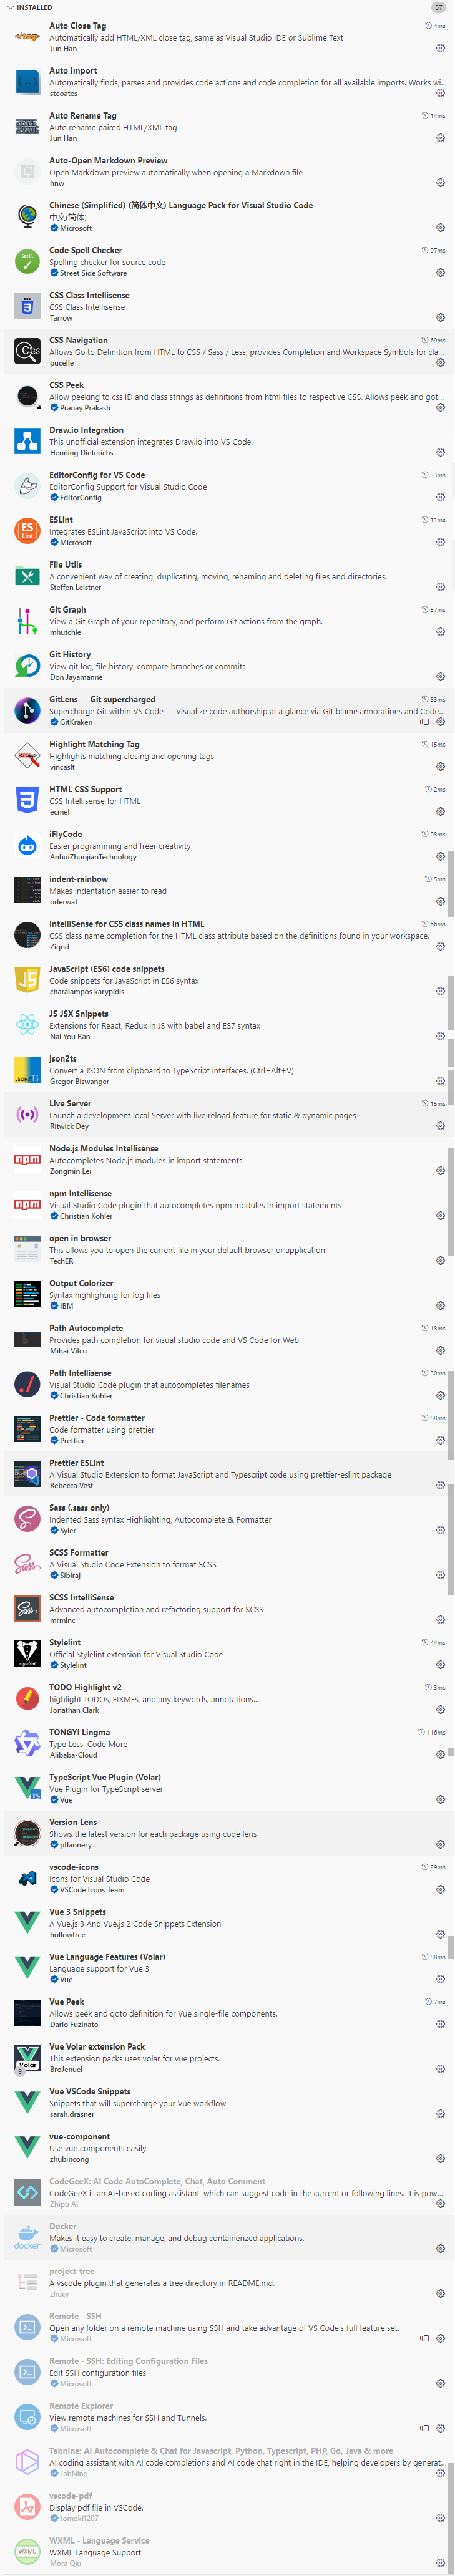 INSTALLED
57
Auto Close Tag
4ms
Automatically add HTML/XML close tag, same as Visual Studio IDE or Sublime Text
Jun Han
Auto Import
Automatically finds, parses and provides code actions and code completion for all available imports. Works wi...
steoates
Auto Rename Tag
14ms
Auto rename paired HTML/XML tag
Jun Han
Auto-Open Markdown Preview
Open Markdown preview automatically when opening a Markdown file
hnw
Chinese (Simplified) (简体中文) Language Pack for Visual Studio Code
中文(简体)
Microsoft
Code Spell Checker
97ms
Spelling checker for source code
Street Side Software
CSS Class Intellisense
CSS Class Intellisense
Tarrow
CSS Navigation
69ms
Allows Go to Definition from HTML to CSS / Sass / Less; provides Completion and Workspace Symbols for cla...
pucelle
CSS Peek
Allow peeking to css ID and class strings as definitions from html files to respective CSS. Allows peek and got...
Pranay Prakash
Draw.io Integration
This unofficial extension integrates Draw.io into VS Code.
Henning Dieterichs
EditorConfig for VS Code
33ms
EditorConfig Support for Visual Studio Code
EditorConfig
ESLint
11ms
Integrates ESLint JavaScript into VS Code.
Microsoft
File Utils
A convenient way of creating, duplicating, moving, renaming and deleting files and directories.
Steffen Leistner
Git Graph
57ms
View a Git Graph of your repository, and perform Git actions from the graph.
mhutchie
Git History
View git log, file history, compare branches or commits
Don Jayamanne
GitLens — Git supercharged
83ms
Supercharge Git within VS Code — Visualize code authorship at a glance via Git blame annotations and Code...
GitKraken
Highlight Matching Tag
15ms
Highlights matching closing and opening tags
vincaslt
HTML CSS Support
2ms
CSS Intellisense for HTML
ecmel
iFlyCode
98ms
Easier programming and freer creativity
AnhuiZhuojianTechnology
indent-rainbow
5ms
Makes indentation easier to read
oderwat
IntelliSense for CSS class names in HTML
66ms
CSS class name completion for the HTML class attribute based on the definitions found in your workspace.
Zignd
JavaScript (ES6) code snippets
Code snippets for JavaScript in ES6 syntax
charalampos karypidis
JS JSX Snippets
Extensions for React, Redux in JS with babel and ES7 syntax
Nai You Ran
json2ts
Convert a JSON from clipboard to TypeScript interfaces. (Ctrl+Alt+V)
Gregor Biswanger
Live Server
15ms
Launch a development local Server with live reload feature for static & dynamic pages
Ritwick Dey
Node.js Modules Intellisense
Autocompletes Node.js modules in import statements
Zongmin Lei
npm Intellisense
Visual Studio Code plugin that autocompletes npm modules in import statements
Christian Kohler
open in browser
This allows you to open the current file in your default browser or application.
TechER
Output Colorizer
Syntax highlighting for log files
IBM
Path Autocomplete
18ms
Provides path completion for visual studio code and VS Code for Web.
Mihai Vilcu
Path Intellisense
30ms
Visual Studio Code plugin that autocompletes filenames
Christian Kohler
Prettier - Code formatter
58ms
Code formatter using prettier
Prettier
Prettier ESLint
A Visual Studio Extension to format JavaScript and Typescript code using prettier-eslint package
Rebecca Vest
Sass (.sass only)
Indented Sass syntax Highlighting, Autocomplete & Formatter
Syler
SCSS Formatter
A Visual Studio Code Extension to format SCSS
Sibiraj
SCSS IntelliSense
Advanced autocompletion and refactoring support for SCSS
mrmlnc
Stylelint
44ms
Official Stylelint extension for Visual Studio Code
Stylelint
TODO Highlight v2
3ms
highlight TODOs, FIXMEs, and any keywords, annotations...
Jonathan Clark
TONGYI Lingma
116ms
Type Less, Code More
Alibaba-Cloud
TypeScript Vue Plugin (Volar)
Vue Plugin for TypeScript server
Vue
Version Lens
Shows the latest version for each package using code lens
pflannery
vscode-icons
29ms
Icons for Visual Studio Code
VSCode Icons Team
Vue 3 Snippets
A Vue.js 3 And Vue.js 2 Code Snippets Extension
hollowtree
Vue Language Features (Volar)
58ms
Language support for Vue 3
Vue
Vue Peek
7ms
Allows peek and goto definition for Vue single-file components.
Dario Fuzinato
Vue Volar extension Pack
This extension packs uses volar for vue projects.
BroJenuel
9
Vue VSCode Snippets
Snippets that will supercharge your Vue workflow
sarah.drasner
vue-component
Use vue components easily
zhubincong
CodeGeeX: AI Code AutoComplete, Chat, Auto Comment
CodeGeeX is an AI-based coding assistant, which can suggest code in the current or following lines. It is pow...
Zhipu AI
Docker
Makes it easy to create, manage, and debug containerized applications.
Microsoft
project-tree
A vscode plugin that generates a tree directory in README.md.
zhucy
Remote - SSH
Open any folder on a remote machine using SSH and take advantage of VS Code's full feature set.
Microsoft
Remote - SSH: Editing Configuration Files
Edit SSH configuration files
Microsoft
Remote Explorer
View remote machines for SSH and Tunnels.
Microsoft
Tabnine: AI Autocomplete & Chat for Javascript, Python, Typescript, PHP, Go, Java & more
AI coding assistant with AI code completions and AI code chat right in the IDE, helping developers by generat...
TabNine
vscode-pdf
Display pdf file in VSCode.
tomoki1207
WXML - Language Service
WXML Language Support
Mora Qiu